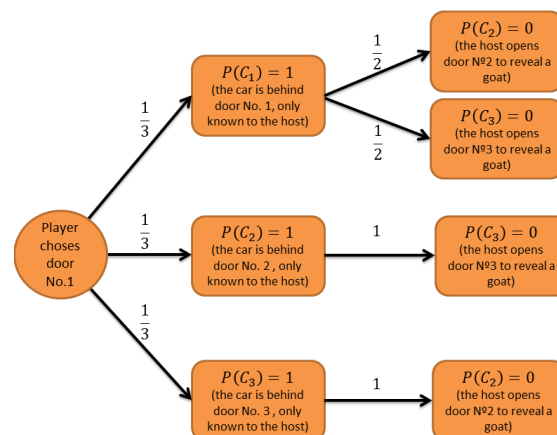 Player
choses
door
No.1
1/3
1/3
1/3
P(C₁) = 1
(the car is behind
door No. 1, only
known to the host)
1/2
1/2
P(C₂) = 0
(the host opens
door Nº2 to reveal a
goat)
P(C₃) = 0
(the host opens
door Nº3 to reveal a
goat)
P(C₂) = 1
(the car is behind
door No. 2 , only
known to the host)
1
P(C₃) = 0
(the host opens
door Nº3 to reveal a
goat)
P(C₃) = 1
(the car is behind
door No. 3 , only
known to the host)
1
P(C₂) = 0
(the host opens
door Nº2 to reveal a
goat)